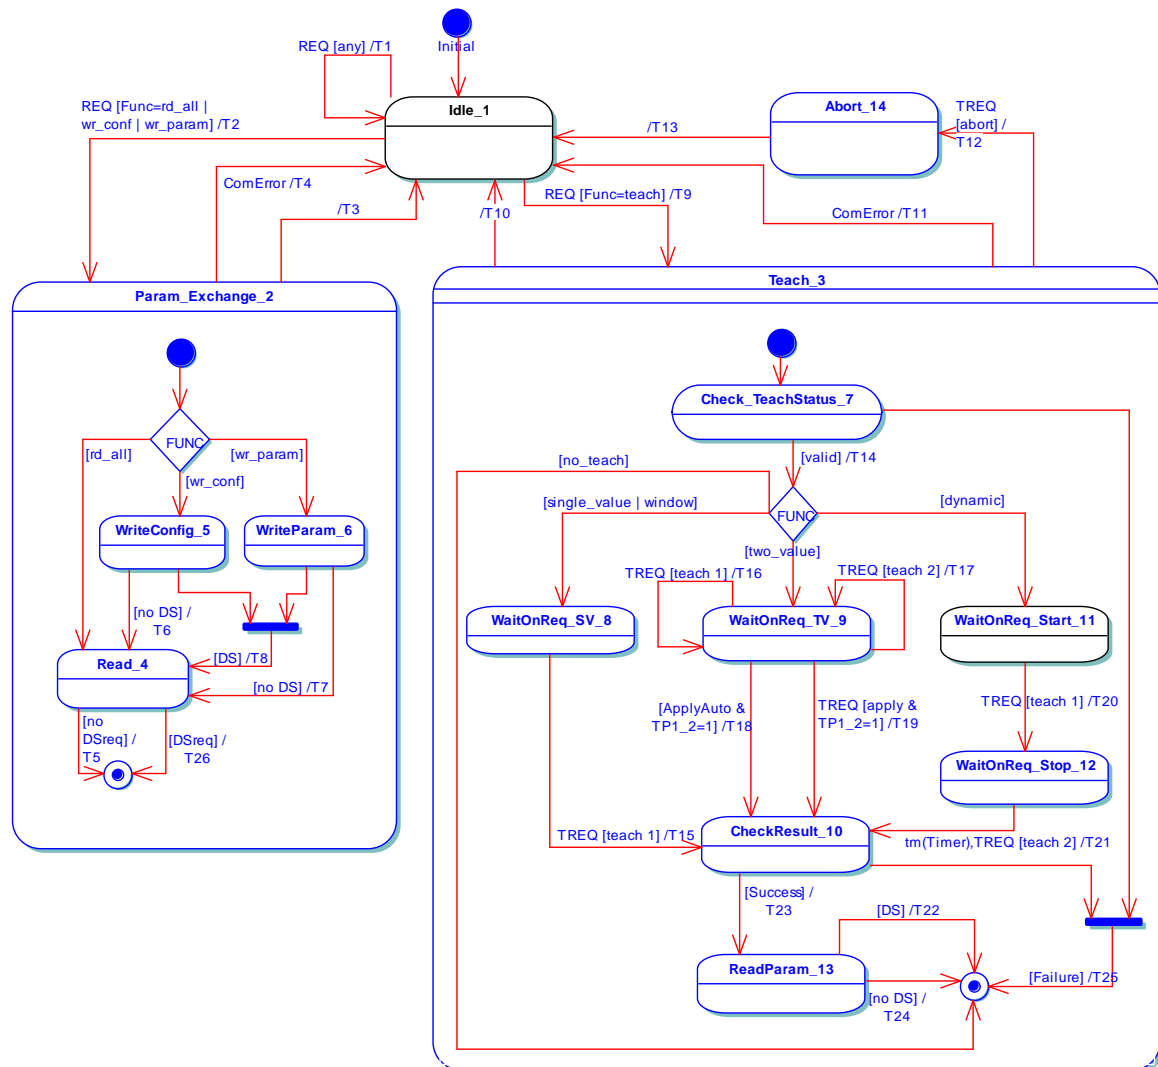 Initial
REQ [any] /T1
Idle_1
Abort_14
REQ [Func=rd_all |
wr_conf | wr_param] /T2
TREQ
[abort] /
T12
/T13
ComError /T4
REQ [Func=teach] /T9
/T3
/T10
ComError /T11
Param_Exchange_2
Teach_3
Check_TeachStatus_7
FUNC
[rd_all]
[wr_param]
[wr_conf]
[no_teach]
[valid] /T14
[single_value | window]
[dynamic]
FUNC
WriteConfig_5
WriteParam_6
[two_value]
TREQ [teach 1] /T16
TREQ [teach 2] /T17
[no DS] /
T6
WaitOnReq_SV_8
WaitOnReq_TV_9
WaitOnReq_Start_11
Read_4
[DS] /T8
[no DS] /T7
[no
DSreq] /
T5
[DSreq] /
T26
[ApplyAuto &
TP1_2=1] /T18
TREQ [apply &
TP1_2=1] /T19
TREQ [teach 1] /T20
WaitOnReq_Stop_12
TREQ [teach 1] /T15
CheckResult_10
tm(Timer),TREQ [teach 2] /T21
[Success] /
T23
[DS] /T22
ReadParam_13
[no DS] /
T24
[Failure] /T25